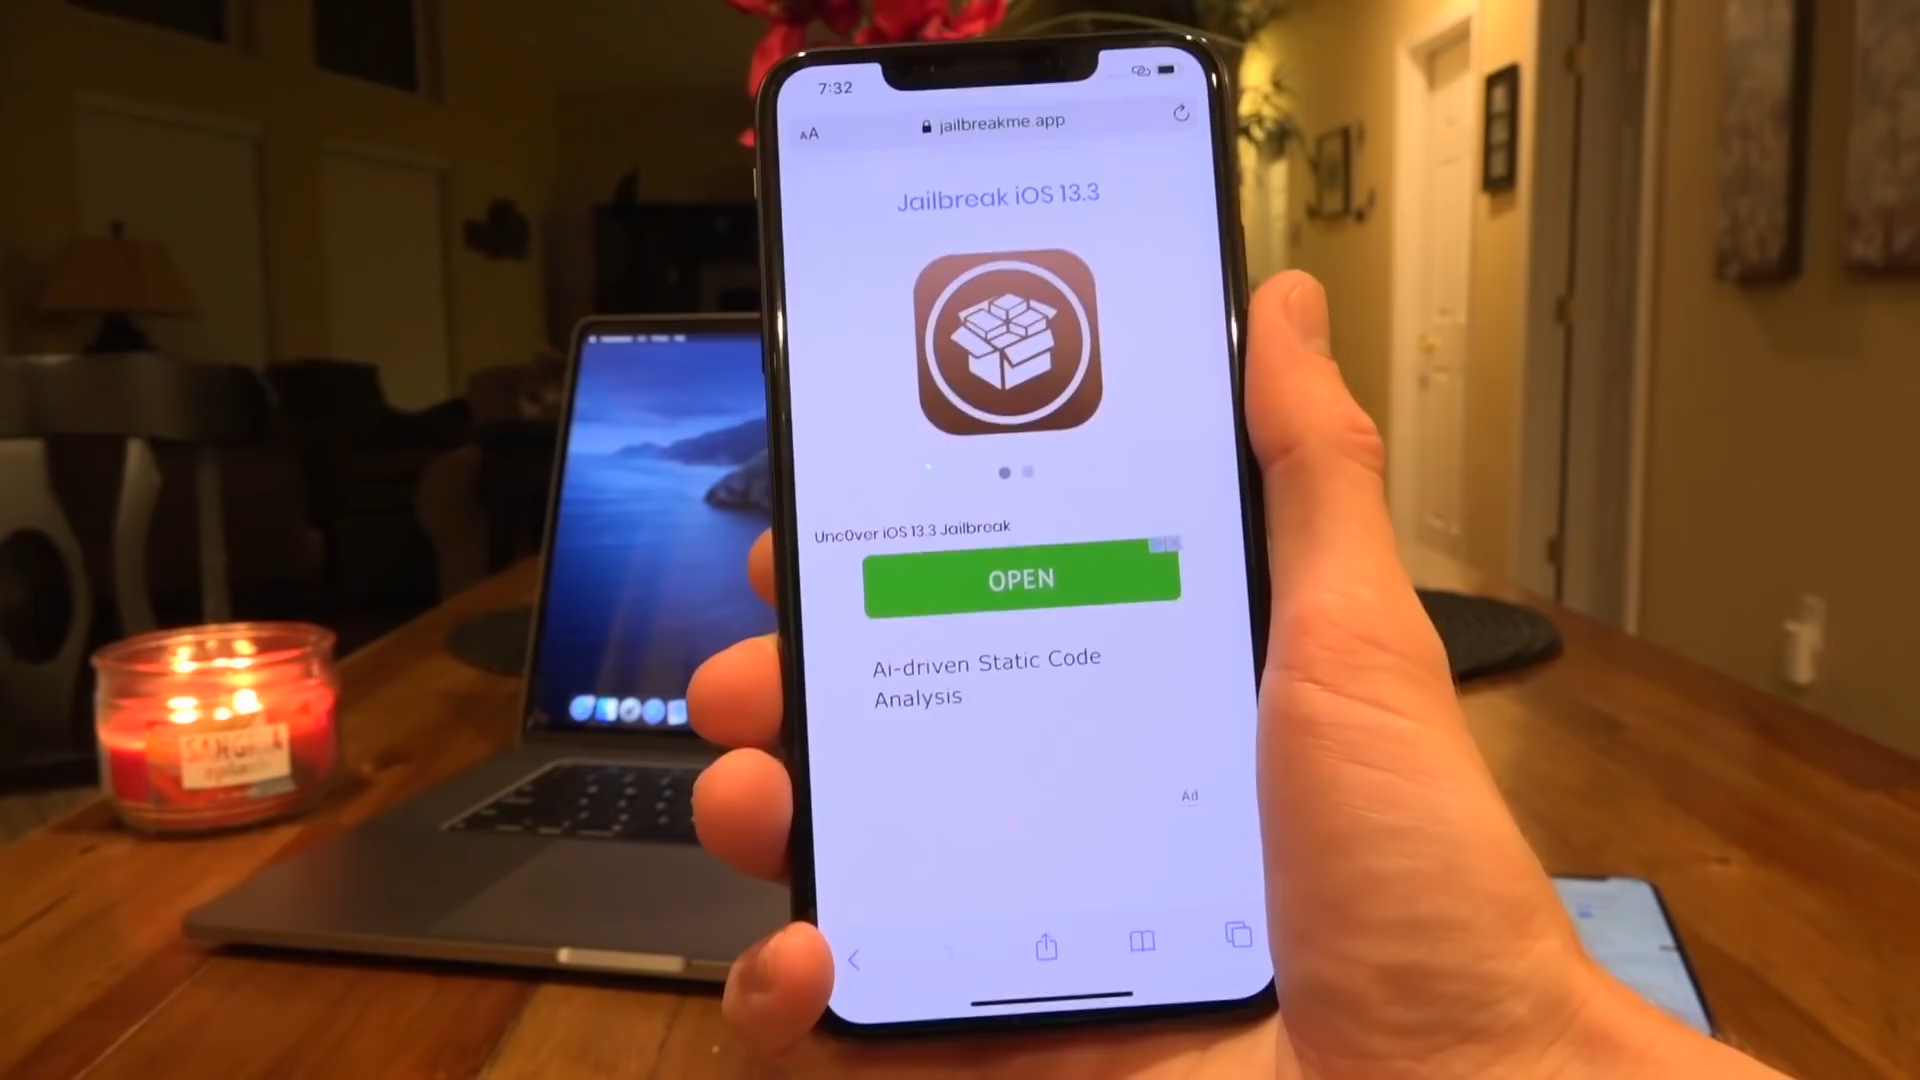 7:32
AA
jailbreakme.app
Jailbreak iOS 13.3
Unc0ver iOS 13.3 Jailbreak
OPEN
Ai-driven Static Code
Analysis
Ad